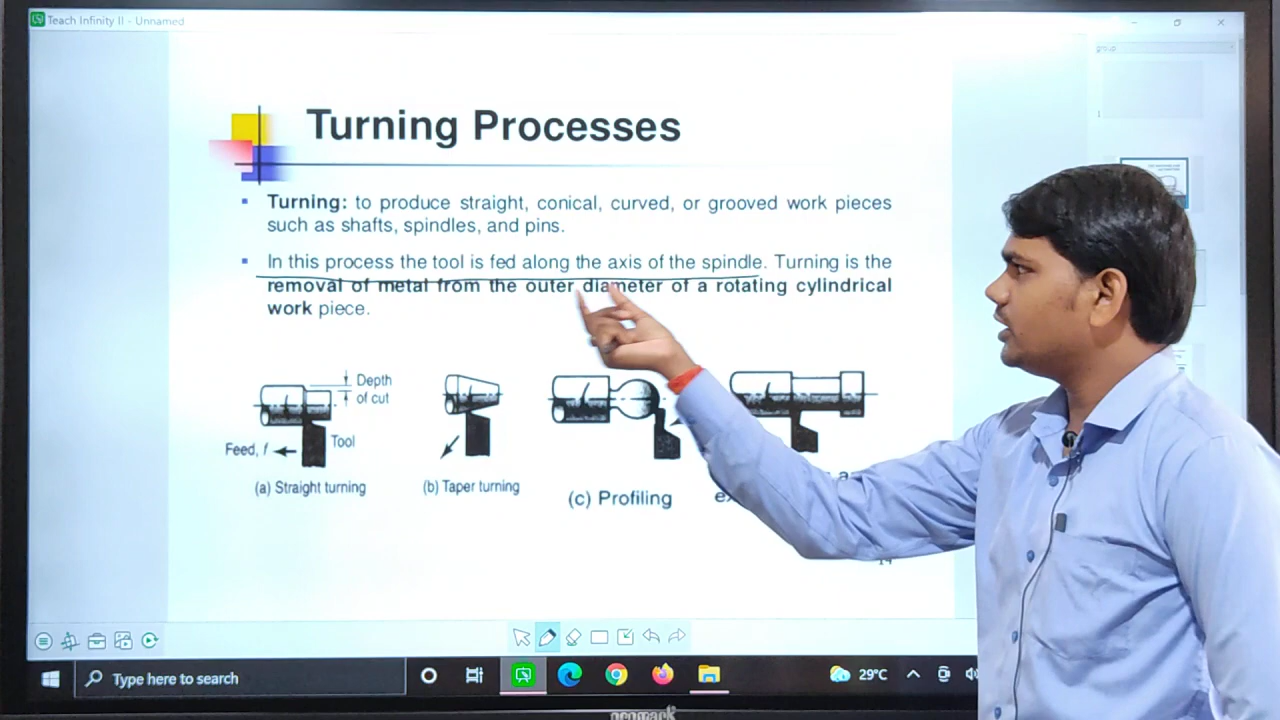 Teach Infinity II - Unnamed
group
1
Turning Processes
Turning: to produce straight, conical, curved, or grooved work pieces
such as shafts, spindles, and pins.
In this process the tool is fed along the axis of the spindle. Turning is the
removal of metal from the outer diameter of a rotating cylindrical
work piece.
Depth
of cut
Feed, f
Tool
(a) Straight turning
(b) Taper turning
(c) Profiling
14
Type here to search
29°C